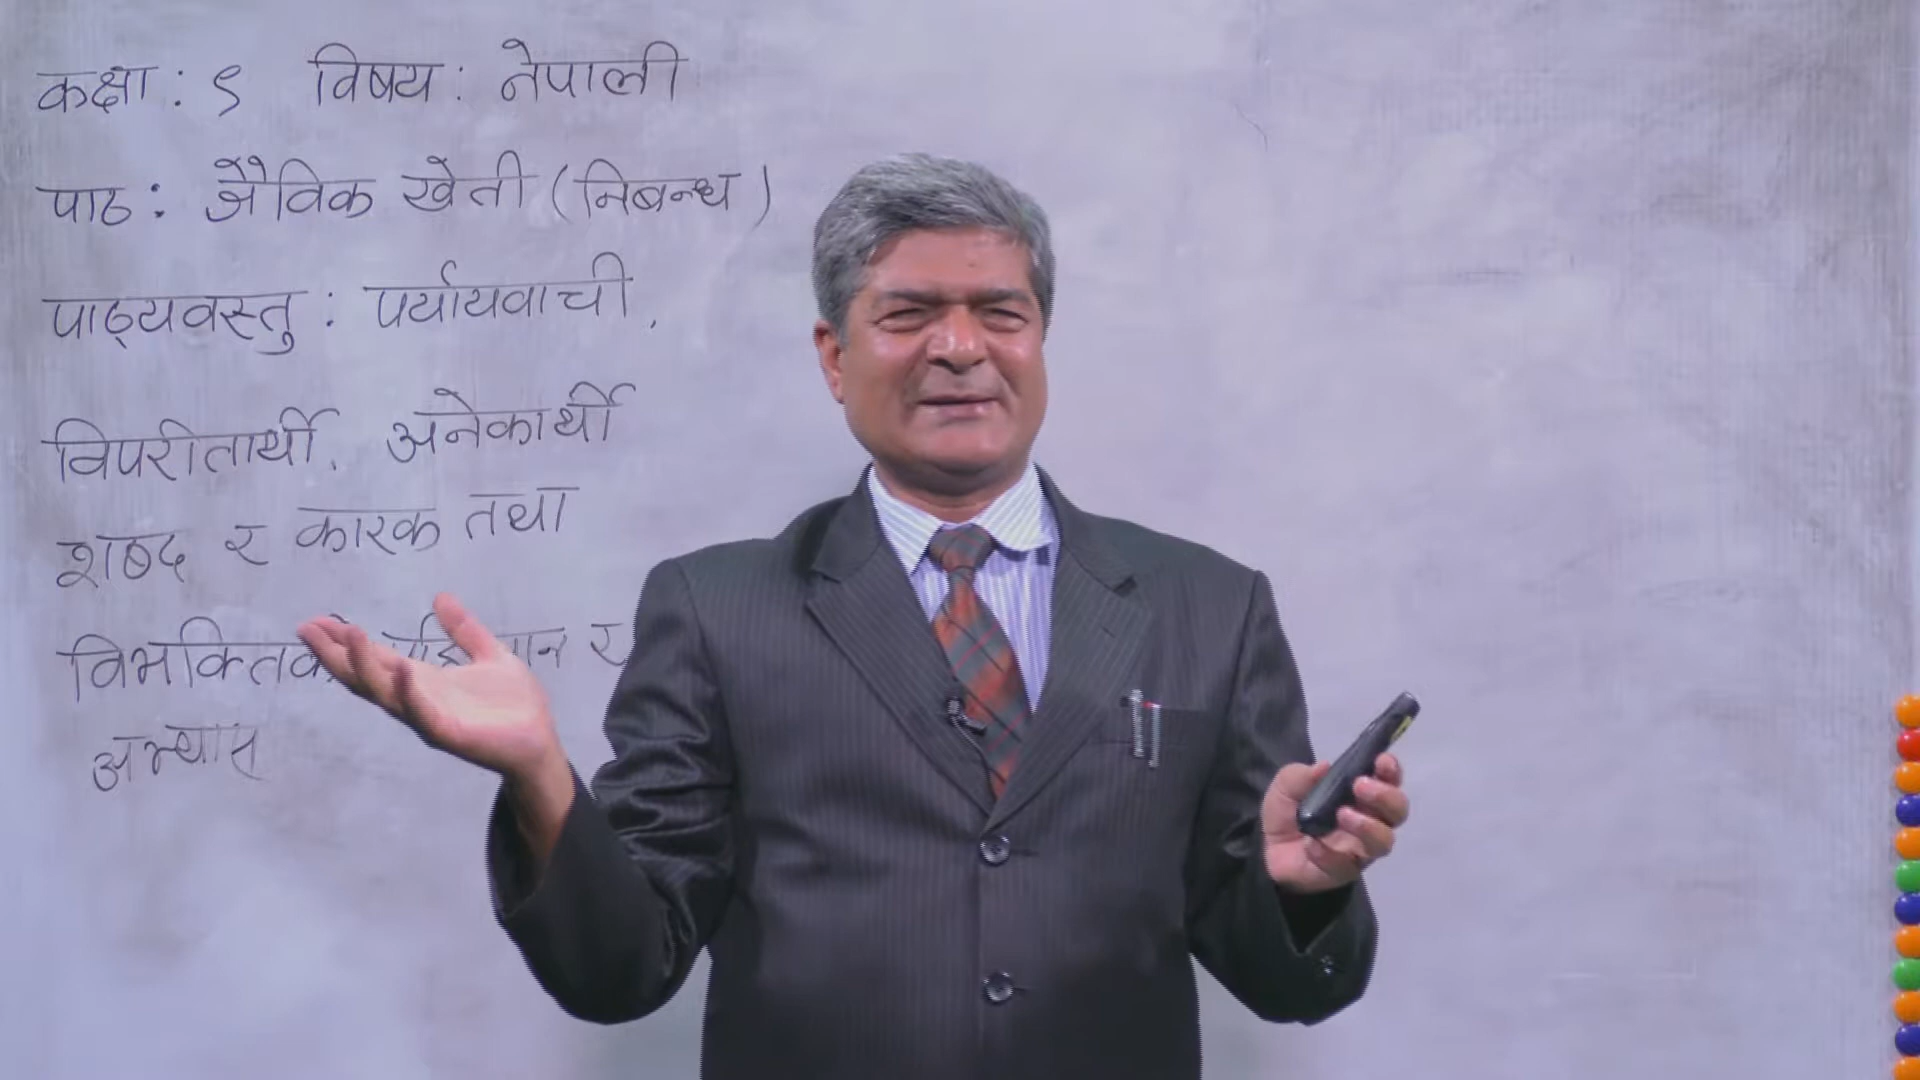 कक्षा : ९ विषय : नेपाली
पाठ : जैविक खेती (निबन्ध)
पाठ्यवस्तु : पर्यायवाची,
विपरीतार्थी, अनेकार्थी
शब्द र कारक तथा
र
अभ्यास